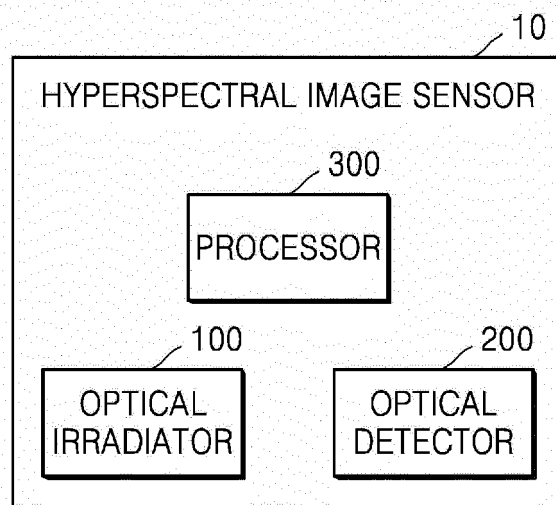 10
HYPERSPECTRAL IMAGE SENSOR
300
PROCESSOR
100
200
OPTICAL
IRRADIATOR
OPTICAL
DETECTOR